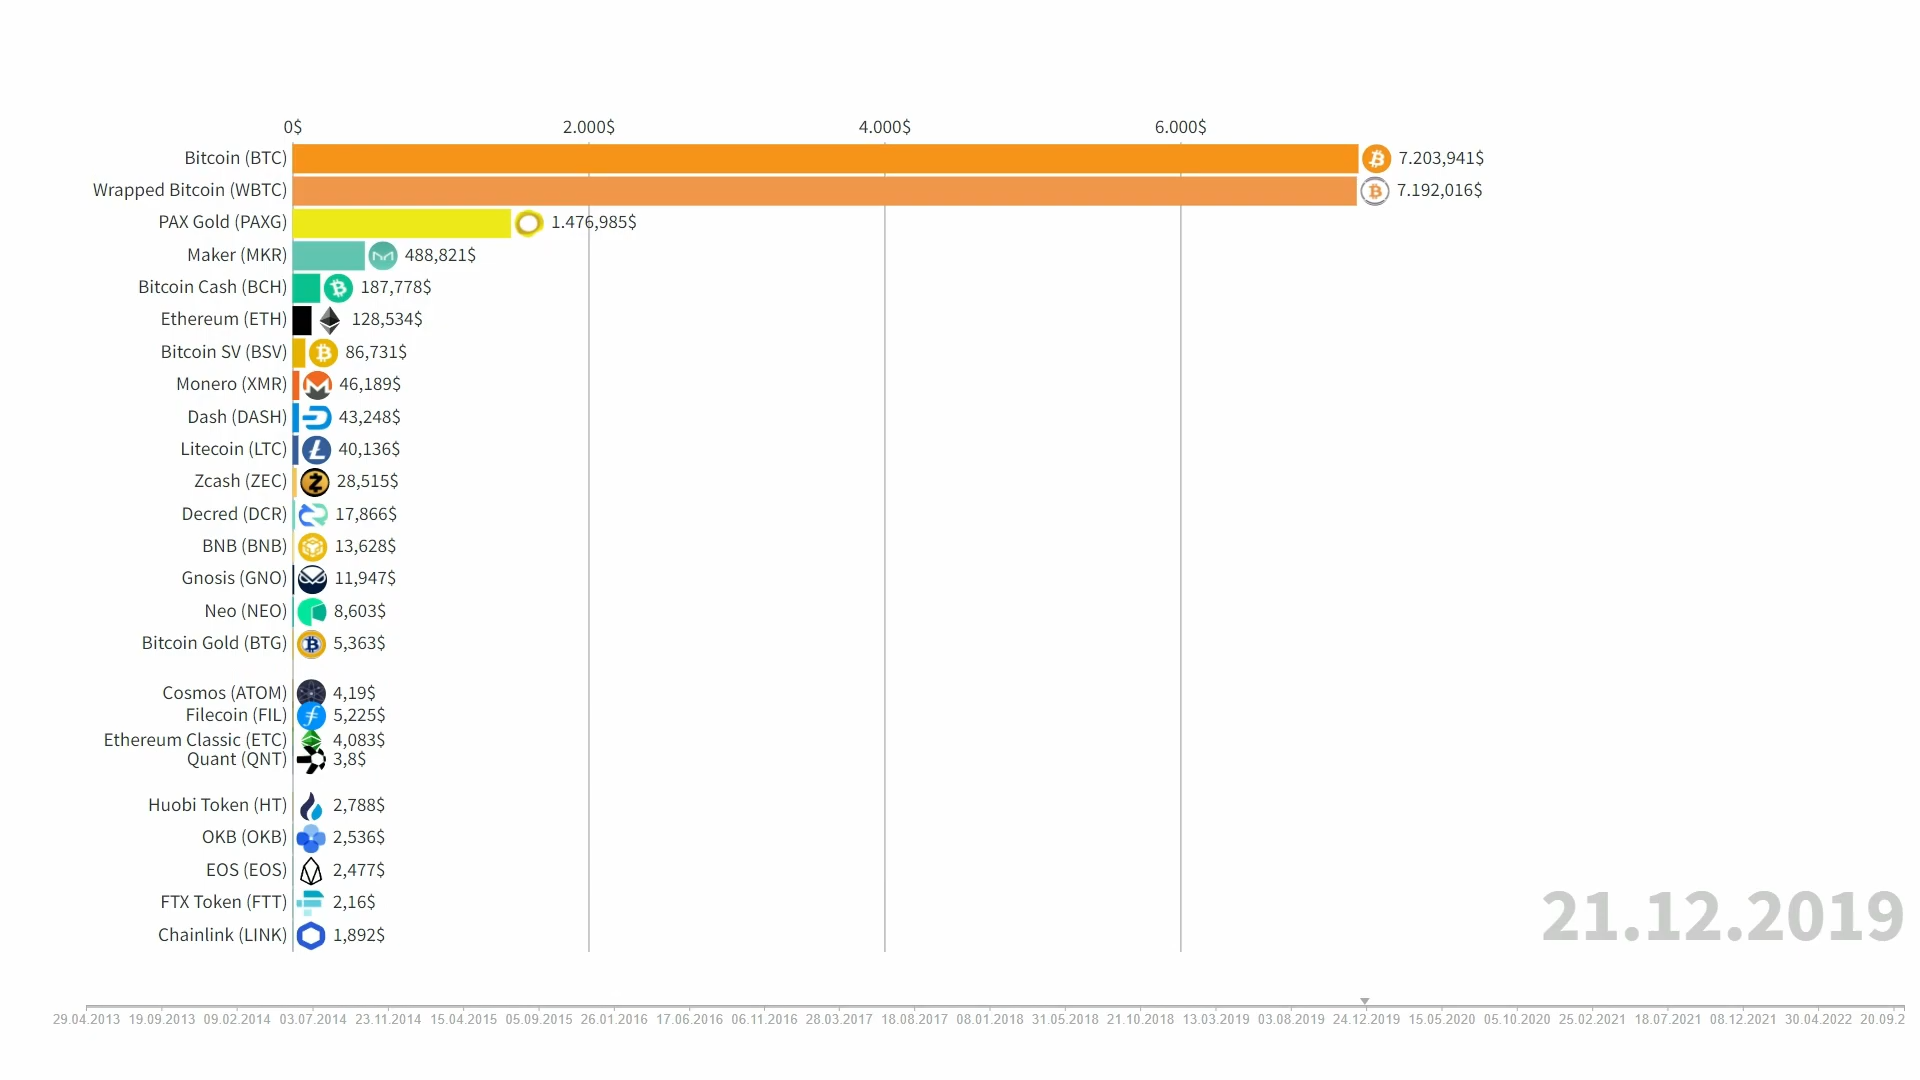 0$ 2.000$ 4.000$ 6.000$
Bitcoin (BTC) 7.203,941$
Wrapped Bitcoin (WBTC) 7.192,016$
PAX Gold (PAXG) 1.476,985$
Maker (MKR) 488,821$
Bitcoin Cash (BCH) 187,778$
Ethereum (ETH) 128,534$
Bitcoin SV (BSV) 86,731$
Monero (XMR) 46,189$
Dash (DASH) 43,248$
Litecoin (LTC) 40,136$
Zcash (ZEC) 28,515$
Decred (DCR) 17,866$
BNB (BNB) 13,628$
Gnosis (GNO) 11,947$
Neo (NEO) 8,603$
Bitcoin Gold (BTG) 5,363$
Cosmos (ATOM) 4,19$
Filecoin (FIL) 5,225$
Ethereum Classic (ETC) 4,083$
Quant (QNT) 3,8$
Huobi Token (HT) 2,788$
OKB (OKB) 2,536$
EOS (EOS) 2,477$
FTX Token (FTT) 2,16$
Chainlink (LINK) 1,892$
21.12.2019
29.04.2013 19.09.2013 09.02.2014 03.07.2014 23.11.2014 15.04.2015 05.09.2015 26.01.2016 17.06.2016 06.11.2016 28.03.2017 18.08.2017 08.01.2018 31.05.2018 21.10.2018 13.03.2019 03.08.2019 24.12.2019 15.05.2020 05.10.2020 25.02.2021 18.07.2021 08.12.2021 30.04.2022 20.09.2